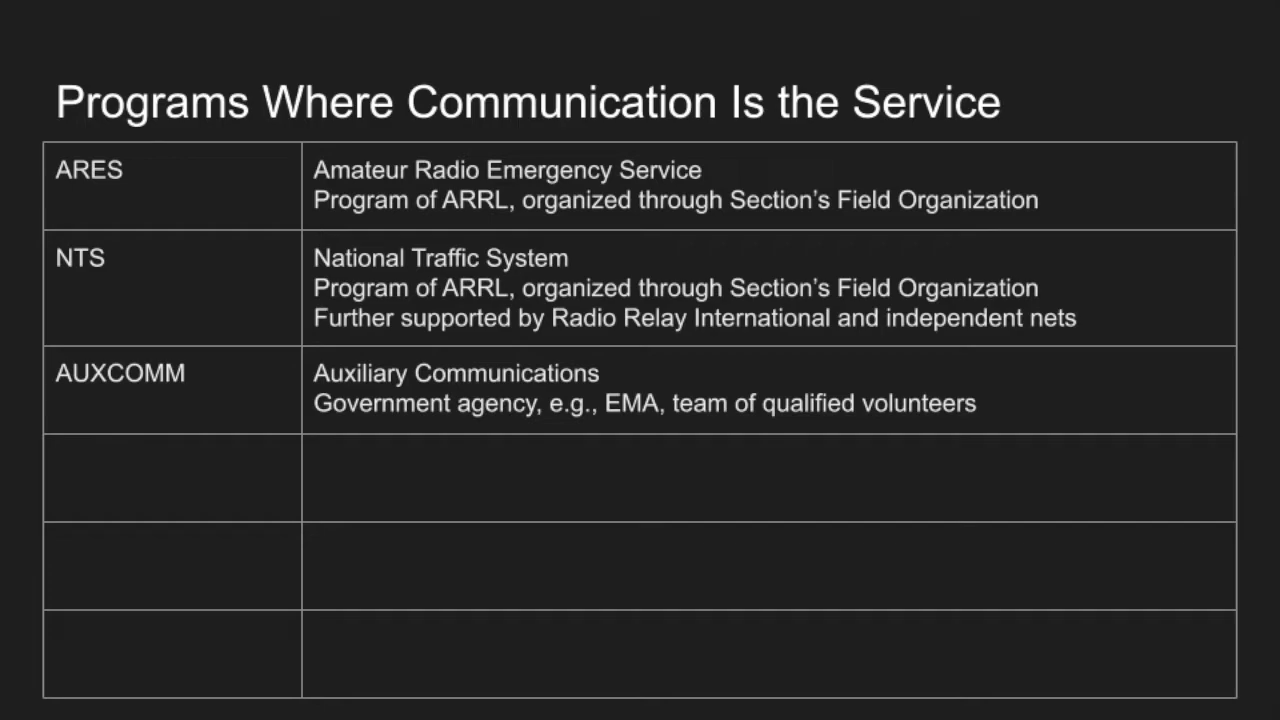 Programs Where Communication Is the Service
ARES
Amateur Radio Emergency Service
Program of ARRL, organized through Section's Field Organization
NTS
National Traffic System
Program of ARRL, organized through Section's Field Organization
Further supported by Radio Relay International and independent nets
AUXCOMM
Auxiliary Communications
Government agency, e.g., EMA, team of qualified volunteers